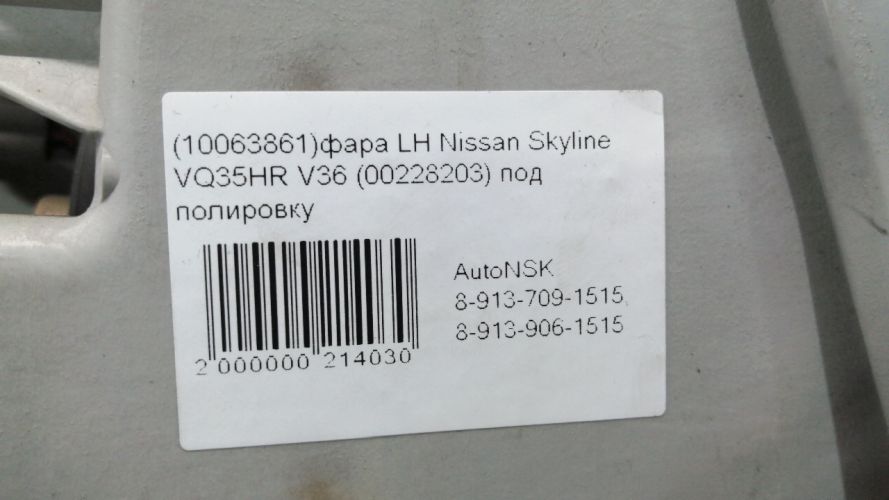 (10063861)фара LH Nissan Skyline
VQ35HR V36 (00228203) под
полировку
AutoNSK
8-913-709-1515,
8-913-906-1515
2 000000 214030